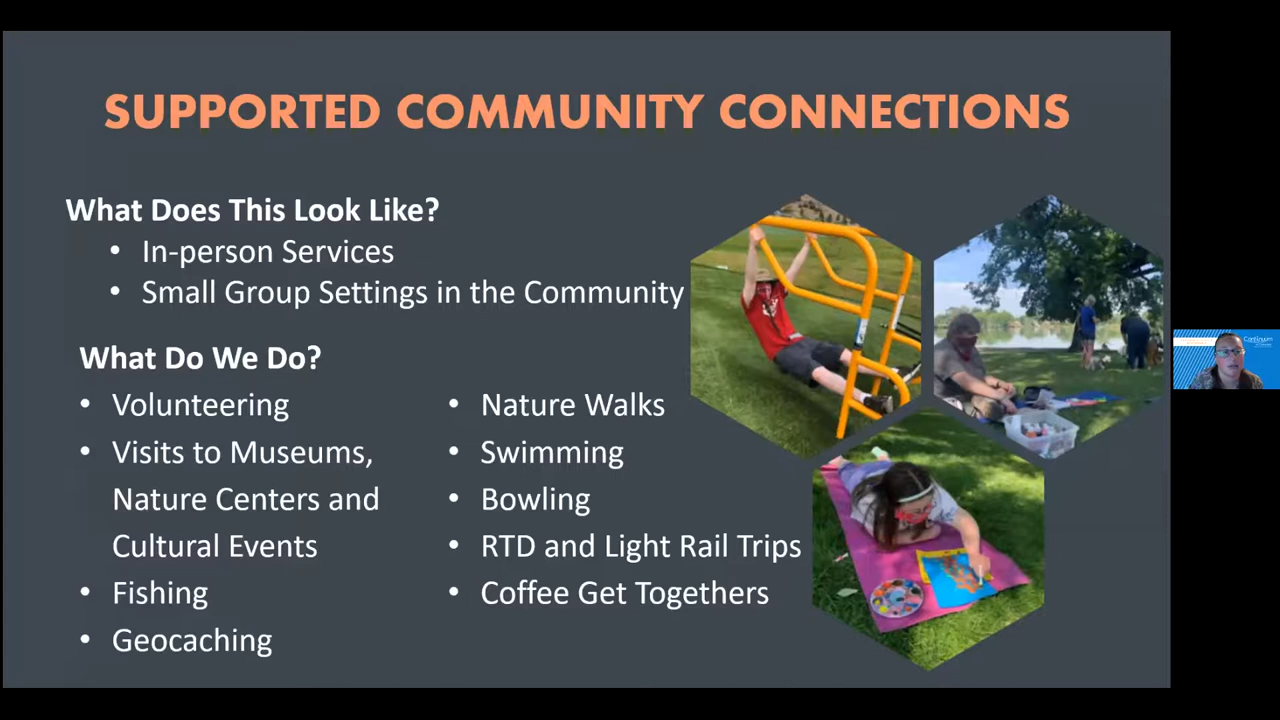 SUPPORTED COMMUNITY CONNECTIONS
What Does This Look Like?
• In-person Services
• Small Group Settings in the Community
What Do We Do?
• Volunteering
• Visits to Museums,
Nature Centers and
Cultural Events
• Fishing
• Geocaching
• Nature Walks
• Swimming
• Bowling
• RTD and Light Rail Trips
• Coffee Get Togethers
Continuum